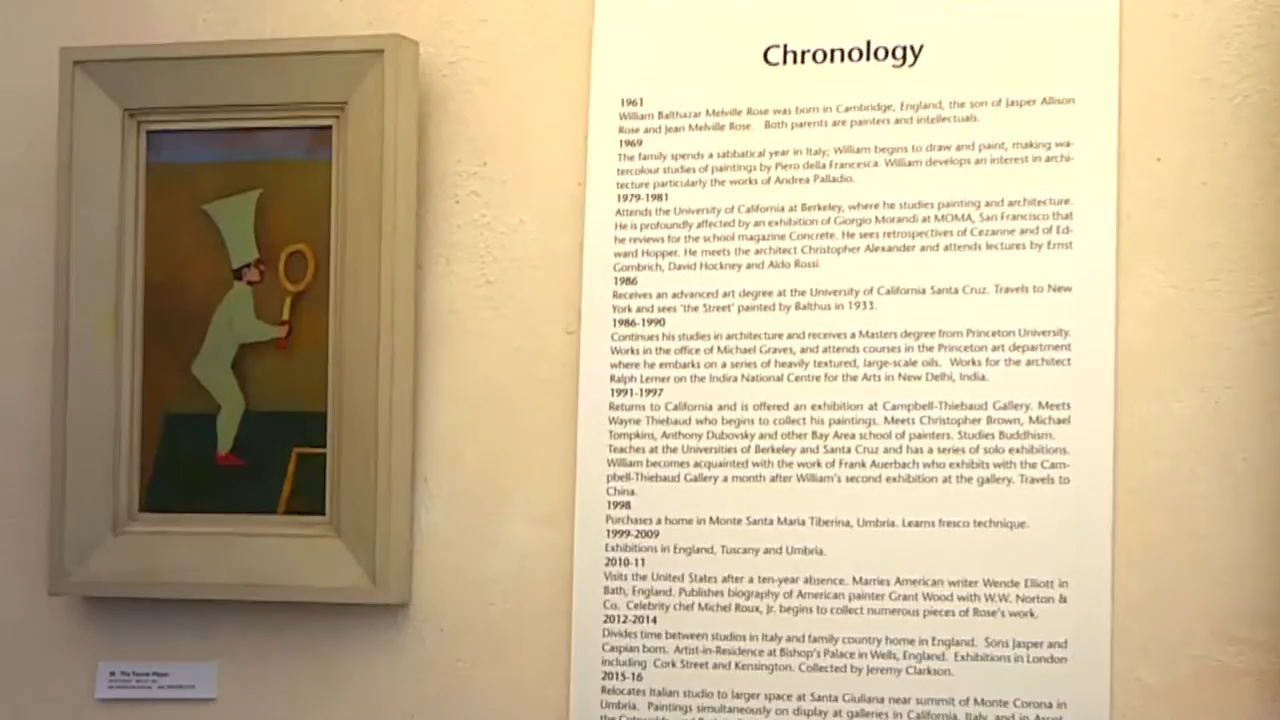 Chronology
1961
William Balthazar Melville Rose was born in Cambridge, England, the son of Jasper Allison
Rose and Jean Melville Rose. Both parents are painters and intellectuals.
1969
The family spends a sabbatical year in Italy; William begins to draw and paint, making wa-
tercolour studies of paintings by Piero della Francesca. William develops an interest in archi-
tecture particularly the works of Andrea Palladio.
1979-1981
Attends the University of California at Berkeley, where he studies painting and architecture.
He is profoundly affected by an exhibition of Giorgio Morandi at MOMA, San Francisco that
he reviews for the school magazine Concrete. He sees retrospectives of Cezanne and of Ed-
ward Hopper. He meets the architect Christopher Alexander and attends lectures by Ernst
Gombrich, David Hockney and Aldo Rossi.
1986
Receives an advanced art degree at the University of California Santa Cruz. Travels to New
York and sees 'the Street' painted by Balthus in 1933.
1986-1990
Continues his studies in architecture and receives a Masters degree from Princeton University.
Works in the office of Michael Graves, and attends courses in the Princeton art department
where he embarks on a series of heavily textured, large-scale oils. Works for the architect
Ralph Lerner on the Indira National Centre for the Arts in New Delhi, India.
1991-1997
Returns to California and is offered an exhibition at Campbell-Thiebaud Gallery. Meets
Wayne Thiebaud who begins to collect his paintings. Meets Christopher Brown, Michael
Tompkins, Anthony Dubovsky and other Bay Area school of painters. Studies Buddhism.
Teaches at the Universities of Berkeley and Santa Cruz and has a series of solo exhibitions.
William becomes acquainted with the work of Frank Auerbach who exhibits with the Cam-
pbell-Thiebaud Gallery a month after William's second exhibition at the gallery. Travels to
China.
1998
Purchases a home in Monte Santa Maria Tiberina, Umbria. Learns fresco technique.
1999-2009
Exhibitions in England, Tuscany and Umbria.
2010-11
Visits the United States after a ten-year absence. Marries American writer Wende Elliott in
Bath, England. Publishes biography of American painter Grant Wood with W.W. Norton &
Co. Celebrity chef Michel Roux, Jr. begins to collect numerous pieces of Rose's work.
2012-2014
Divides time between studios in Italy and family country home in England. Sons Jasper and
Caspian born. Artist-in-Residence at Bishop's Palace in Wells, England. Exhibitions in London
including Cork Street and Kensington. Collected by Jeremy Clarkson.
2015-16
Relocates Italian studio to larger space at Santa Giuliana near summit of Monte Corona in
Umbria. Paintings simultaneously on display at galleries in California, Italy, and in
The Tennis Player